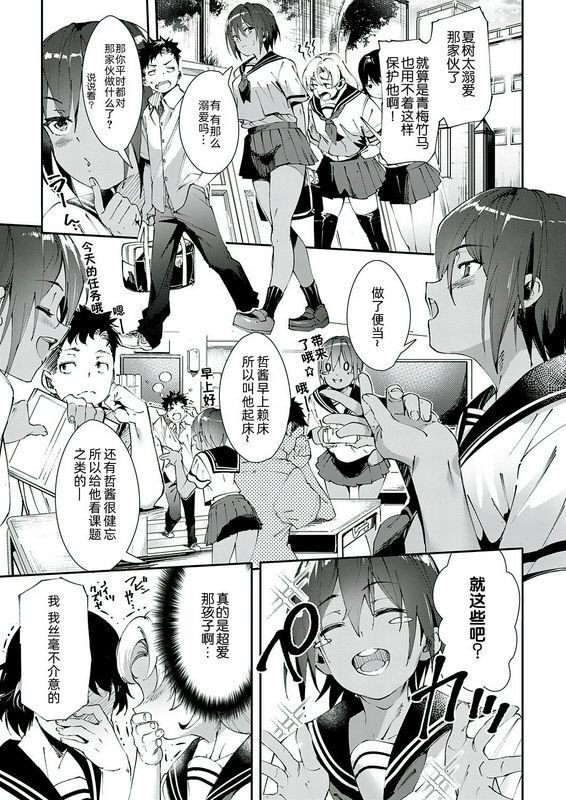 夏树太溺爱
那家伙了
就算是青梅竹马
也用不着这样
保护他啊！
有 有那么
溺爱吗…
那你平时都对
那家伙做什么了？
说说看？
うーーん…
做了便当~
带来
了哦☆
哦~
哲酱早上赖床
所以叫他起床~
早上好
今天的任务哦
嗯
还有哲酱很健忘
所以给他看课题
之类的—
就这些吧？
真的是超爱
那孩子啊…
我 我丝毫不介意的